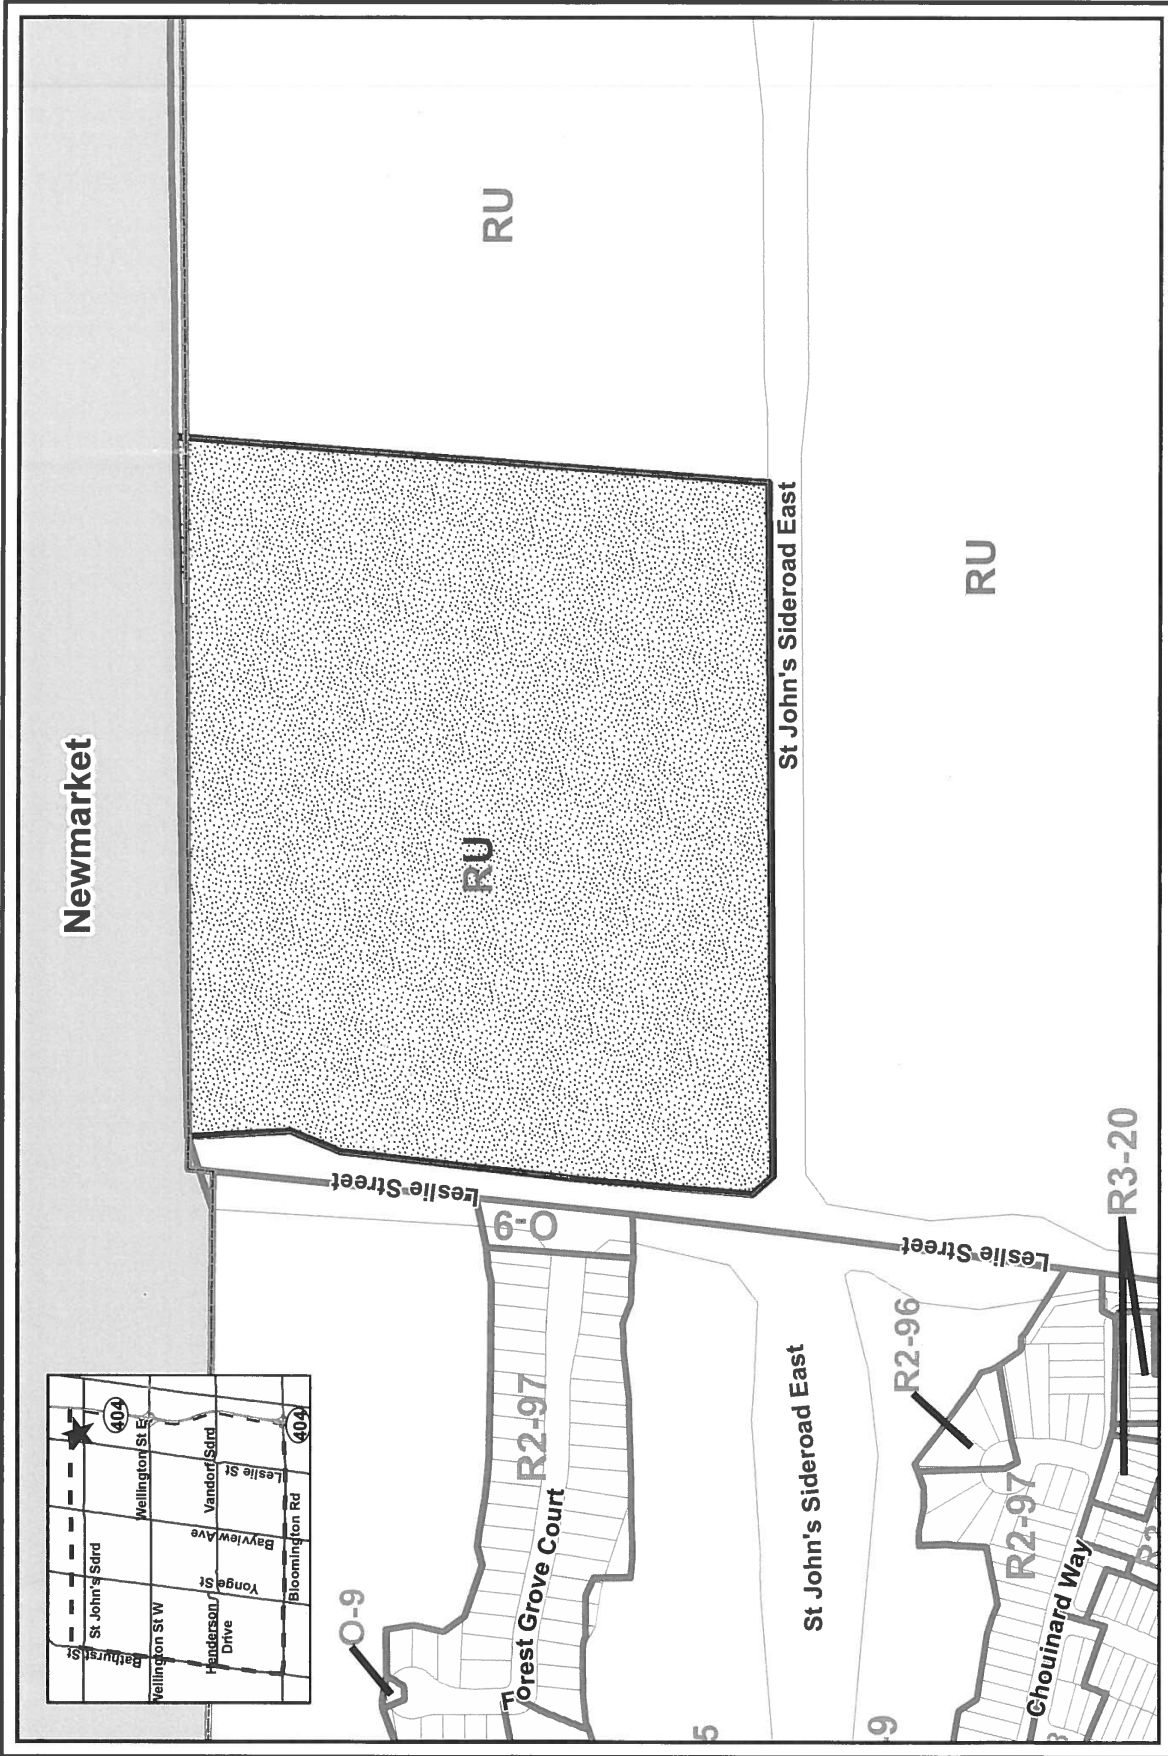 Newmarket
RU
RU
RU
St John's Sideroad East
Leslie Street
Leslie Street
O-9
R2-97
Forest Grove Court
O-9
St John's Sideroad East
R2-96
R2-97
Chouinard Way
R3-20
5
-9
St John's Sdrd
Wellington St E
Wellington St W
Vandorf Sdrd
Henderson
Drive
Bloomington Rd
Bathurst St
Yonge St
Bayview Ave
Leslie St
404
404